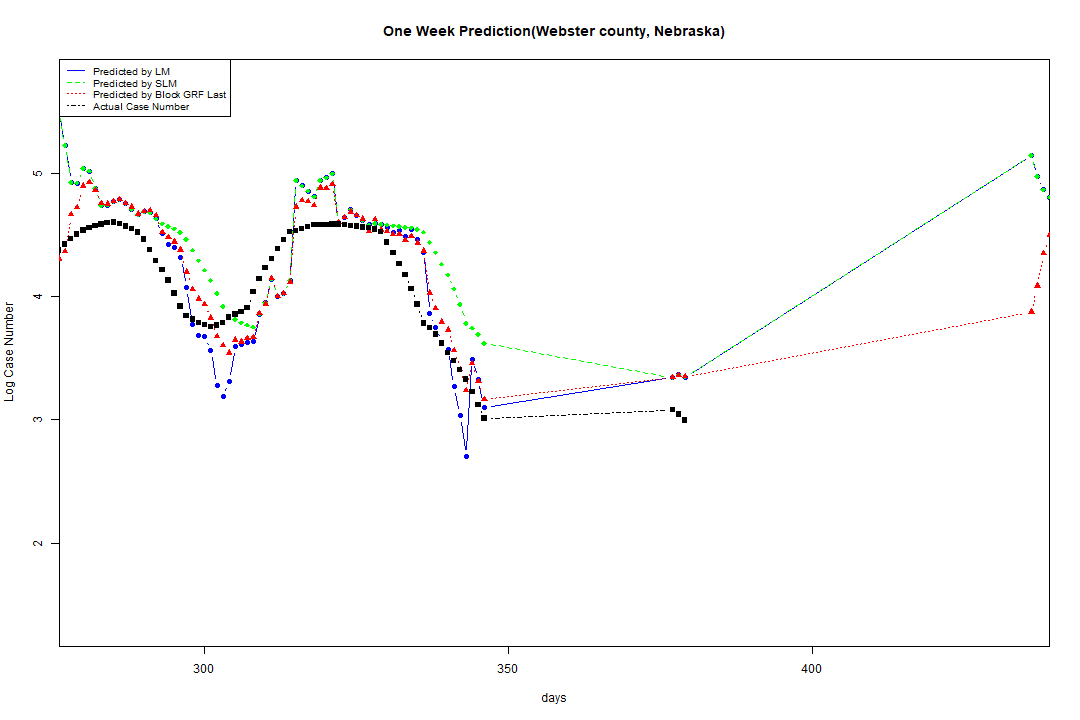 One Week Prediction(Webster county, Nebraska)
Predicted by LM
Predicted by SLM
Predicted by Block GRF Last
Actual Case Number
Log Case Number
5
4
3
2
300
350
400
days